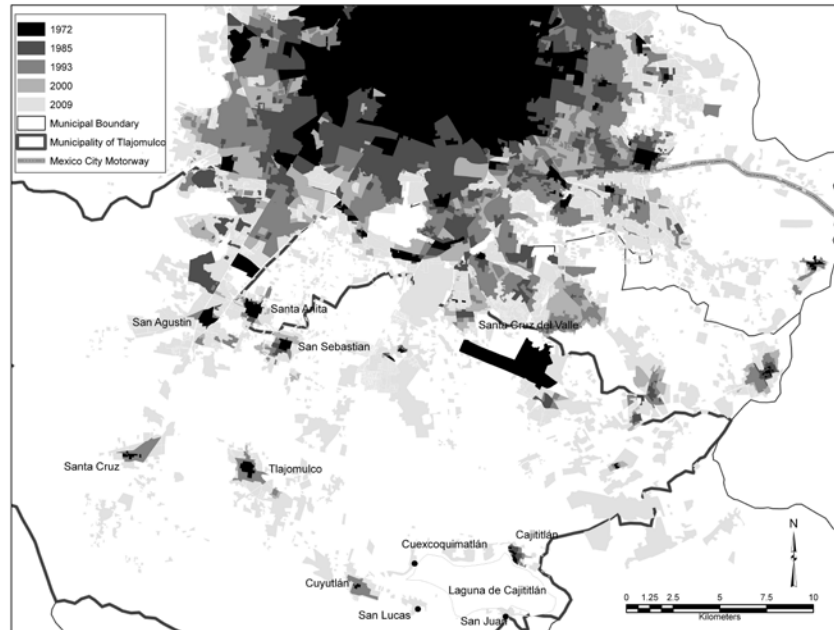 1972
1985
1993
2000
2009
Municipal Boundary
Municipality of Tlajomulco
Mexico City Motorway
Santa Anita
San Agustin
Santa Cruz del Valle
San Sebastian
Santa Cruz
Tlajomulco
Cuexcoquimatlán
Cajititlán
Cuyutlán
Laguna de Cajititlán
San Lucas
San Juan
N
0 1.25 2.5 5 7.5 10
Kilometers